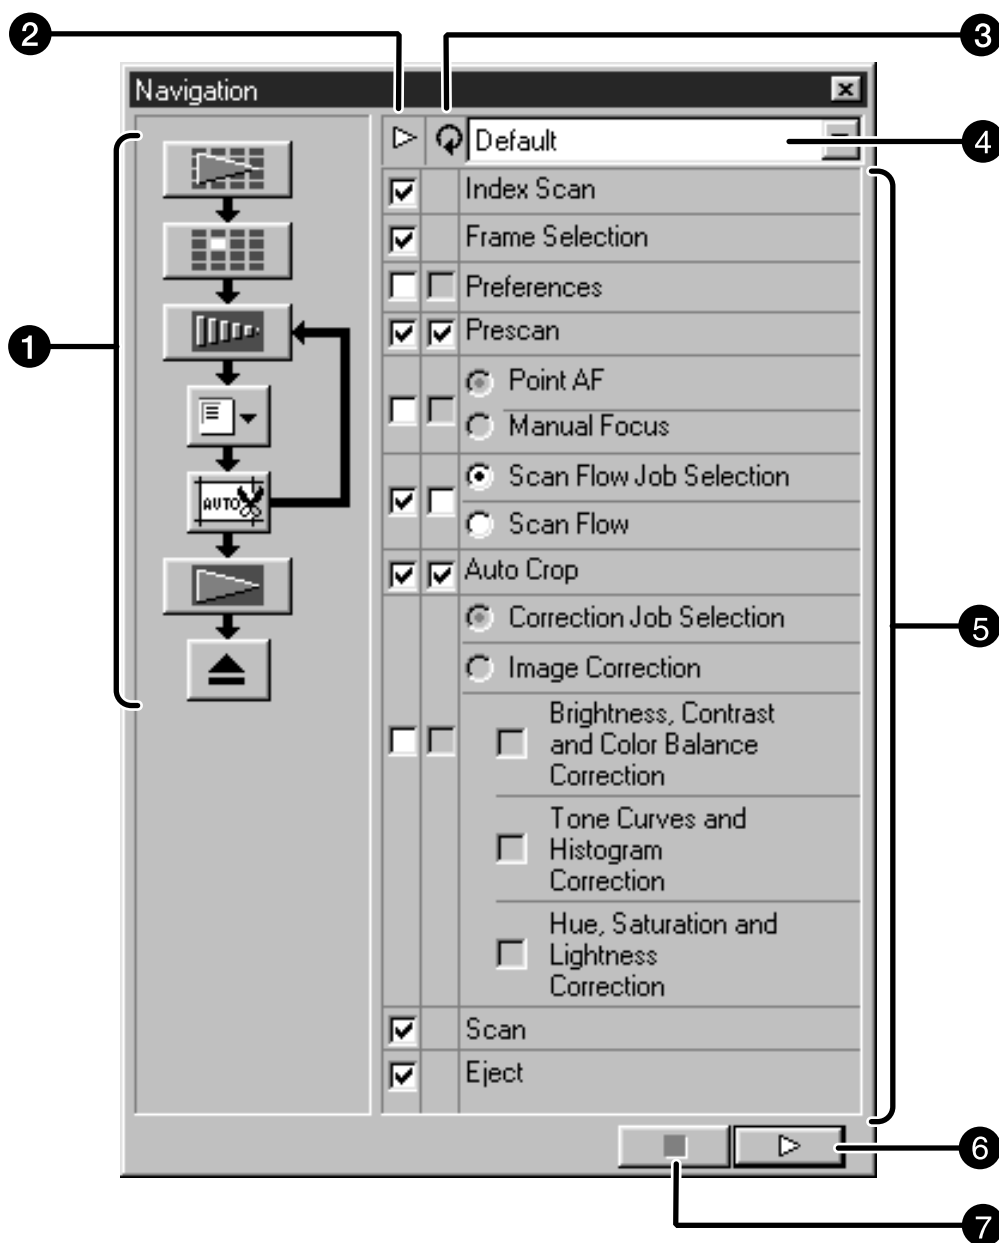 2
3
Navigation
1
Default
4
Index Scan
Frame Selection
Preferences
Prescan
Point AF
Manual Focus
Scan Flow Job Selection
AUTO
Scan Flow
Auto Crop
Correction Job Selection
5
Image Correction
Brightness, Contrast
and Color Balance
Correction
Tone Curves and
Histogram
Correction
Hue, Saturation and
Lightness
Correction
Scan
Eject
6
7